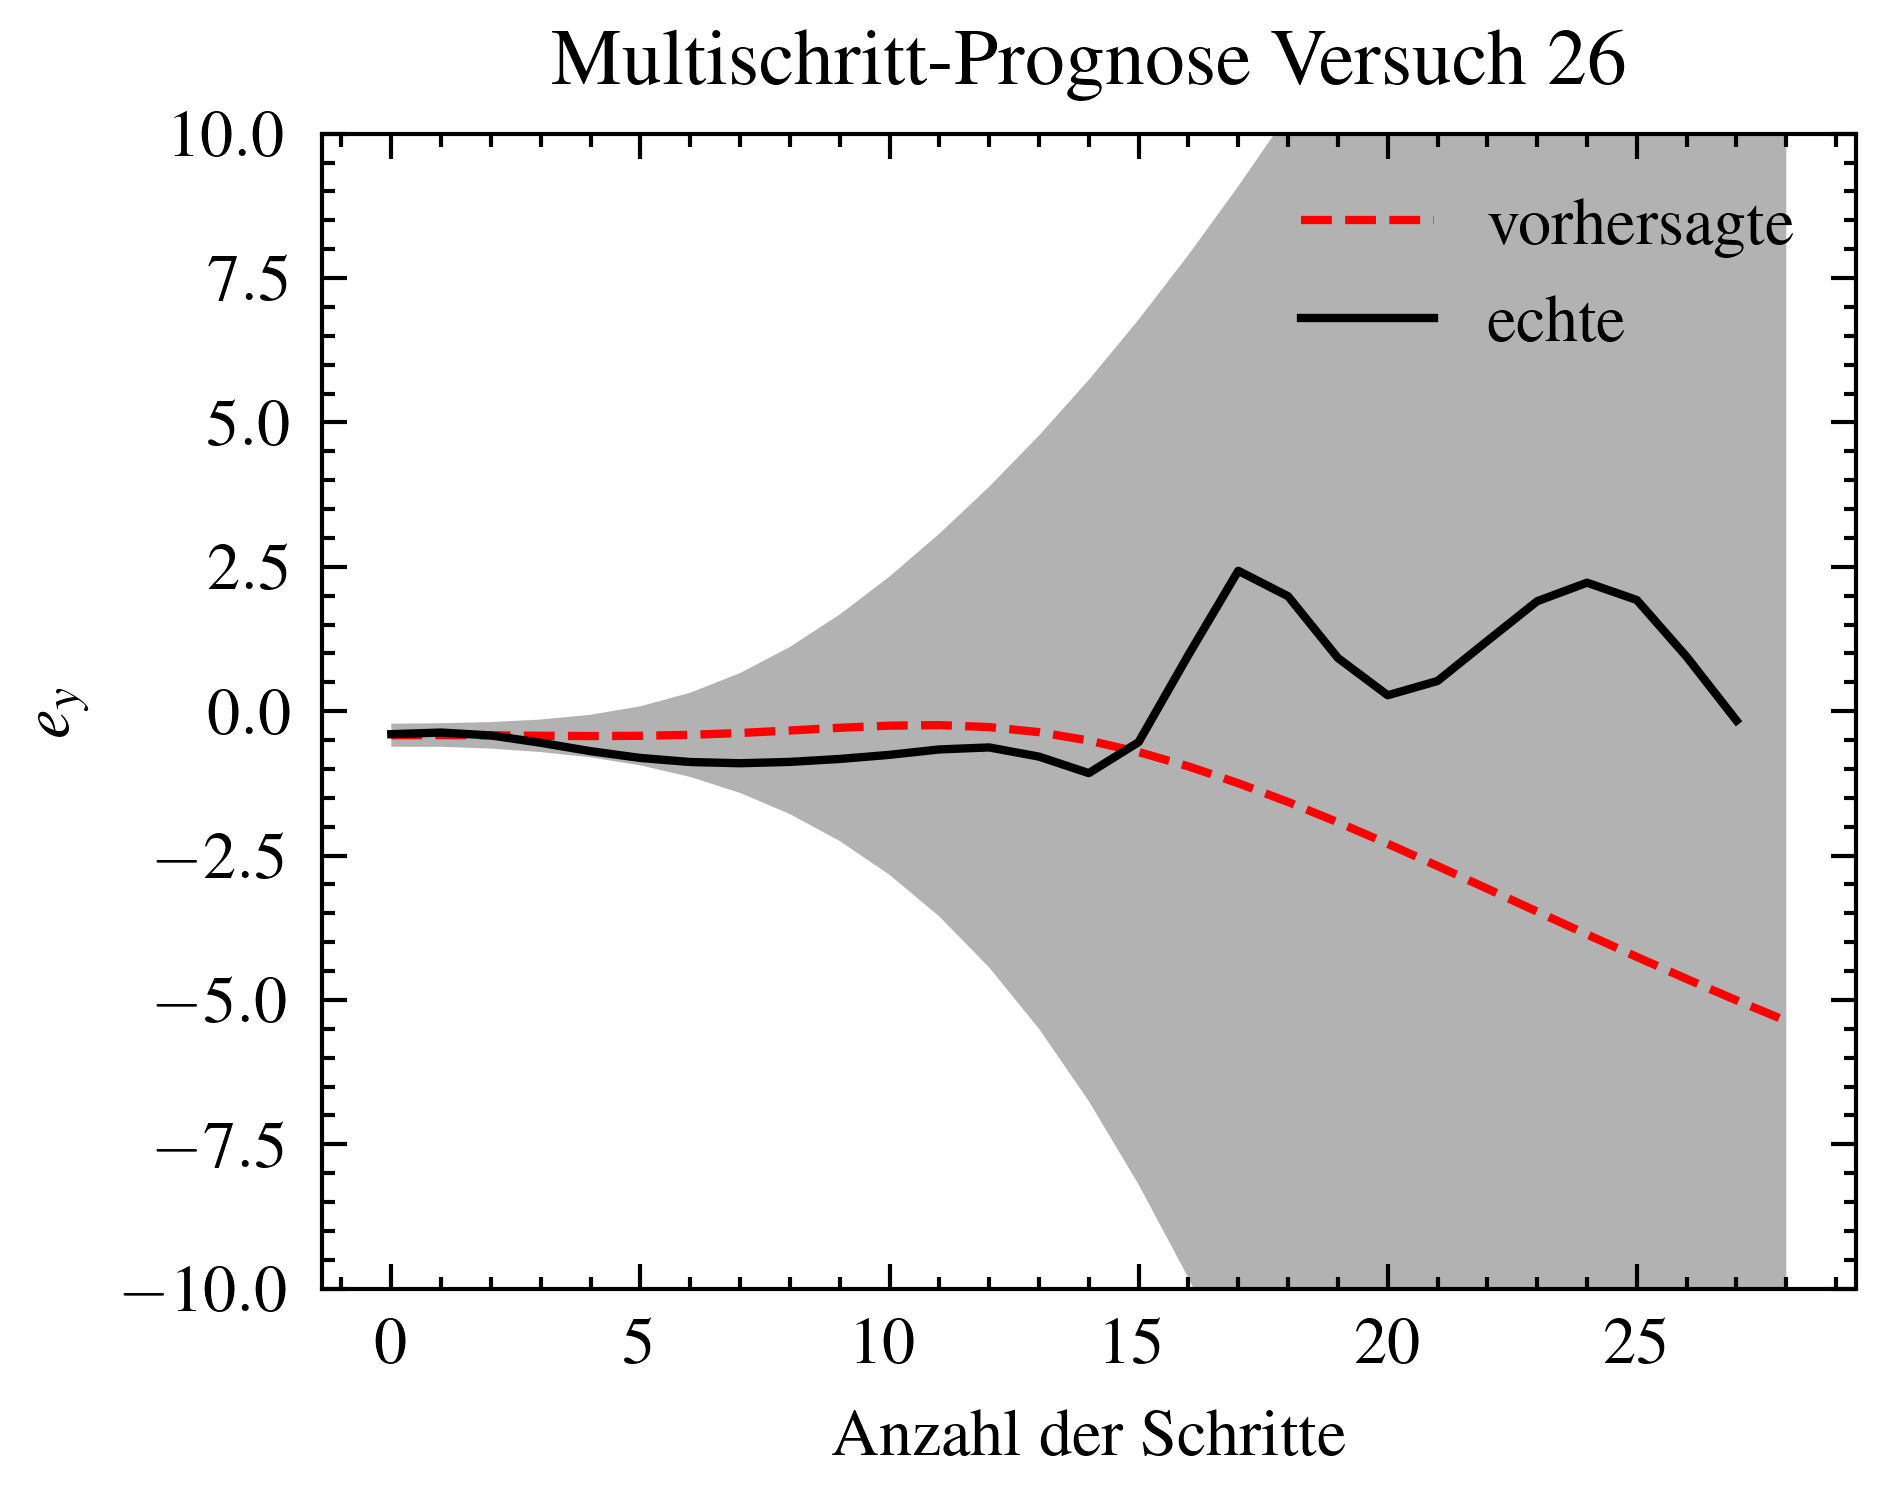 Multischritt-Prognose Versuch 26
10.0
7.5
5.0
2.5
0.0
−2.5
−5.0
−7.5
−10.0
e_y
vorhersagte
echte
0 5 10 15 20 25
Anzahl der Schritte